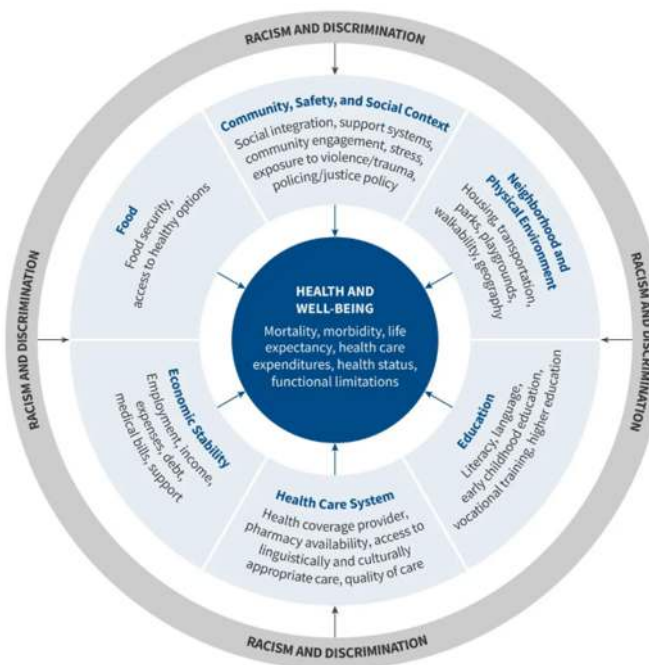 RACISM AND DISCRIMINATION
Community, Safety, and Social Context
Social integration, support systems,
community engagement, stress,
exposure to violence/trauma,
policing/justice policy
Neighborhood and
Physical Environment
Housing, transportation,
parks, playgrounds,
walkability, geography
Food
Food security,
access to healthy options
RACISM AND DISCRIMINATION
RACISM AND DISCRIMINATION
HEALTH AND
WELL-BEING
Mortality, morbidity, life
expectancy, health care
expenditures, health status,
functional limitations
Economic Stability
Employment, income,
expenses, debt,
medical bills, support
Education
Literacy, language,
early childhood education,
vocational training, higher education
Health Care System
Health coverage provider,
pharmacy availability, access to
linguistically and culturally
appropriate care, quality of care
RACISM AND DISCRIMINATION